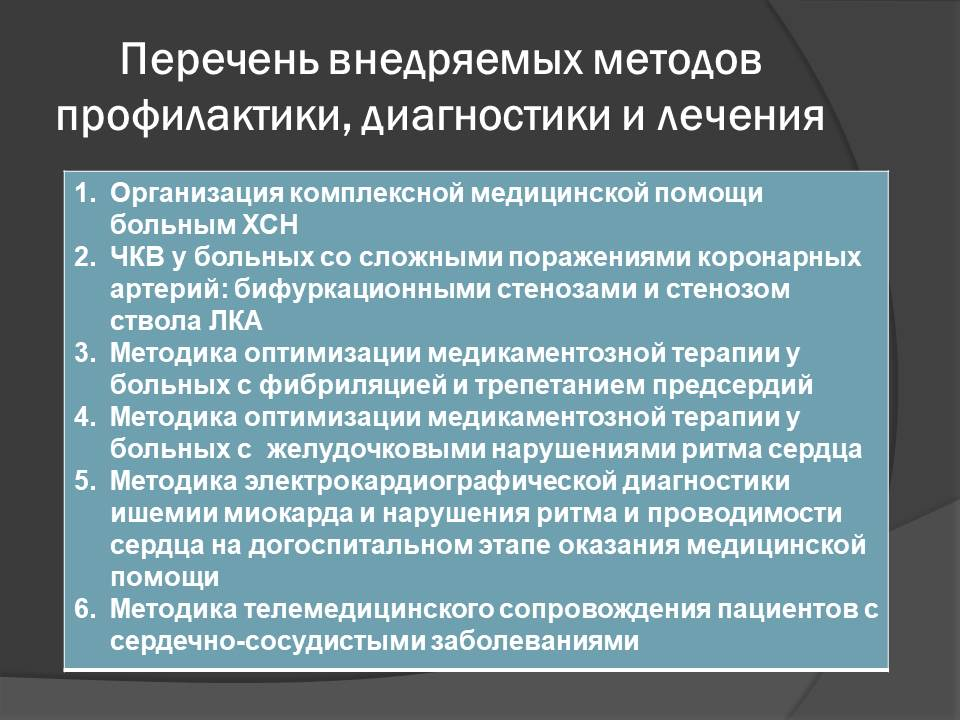 Перечень внедряемых методов
профилактики, диагностики и лечения
1. Организация комплексной медицинской помощи
больным ХСН
2. ЧКВ у больных со сложными поражениями коронарных
артерий: бифуркационными стенозами и стенозом
ствола ЛКА
3. Методика оптимизации медикаментозной терапии у
больных с фибриляцией и трепетанием предсердий
4. Методика оптимизации медикаментозной терапии у
больных с  желудочковыми нарушениями ритма сердца
5. Методика электрокардиографической диагностики
ишемии миокарда и нарушения ритма и проводимости
сердца на догоспитальном этапе оказания медицинской
помощи
6. Методика телемедицинского сопровождения пациентов с
сердечно-сосудистыми заболеваниями